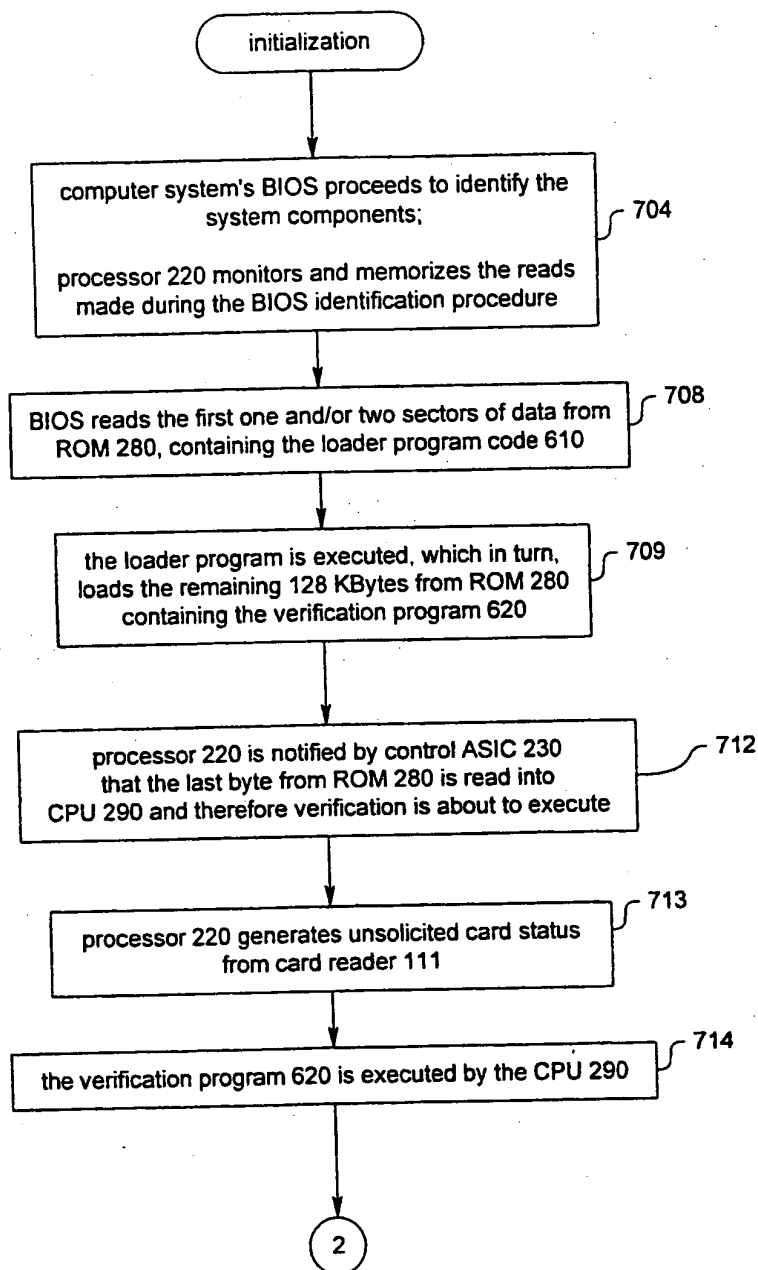 initialization
computer system's BIOS proceeds to identify the
system components;
processor 220 monitors and memorizes the reads
made during the BIOS identification procedure
704
BIOS reads the first one and/or two sectors of data from
ROM 280, containing the loader program code 610
708
the loader program is executed, which in turn,
loads the remaining 128 KBytes from ROM 280
containing the verification program 620
709
processor 220 is notified by control ASIC 230
that the last byte from ROM 280 is read into
CPU 290 and therefore verification is about to execute
712
processor 220 generates unsolicited card status
from card reader 111
713
the verification program 620 is executed by the CPU 290
714
2